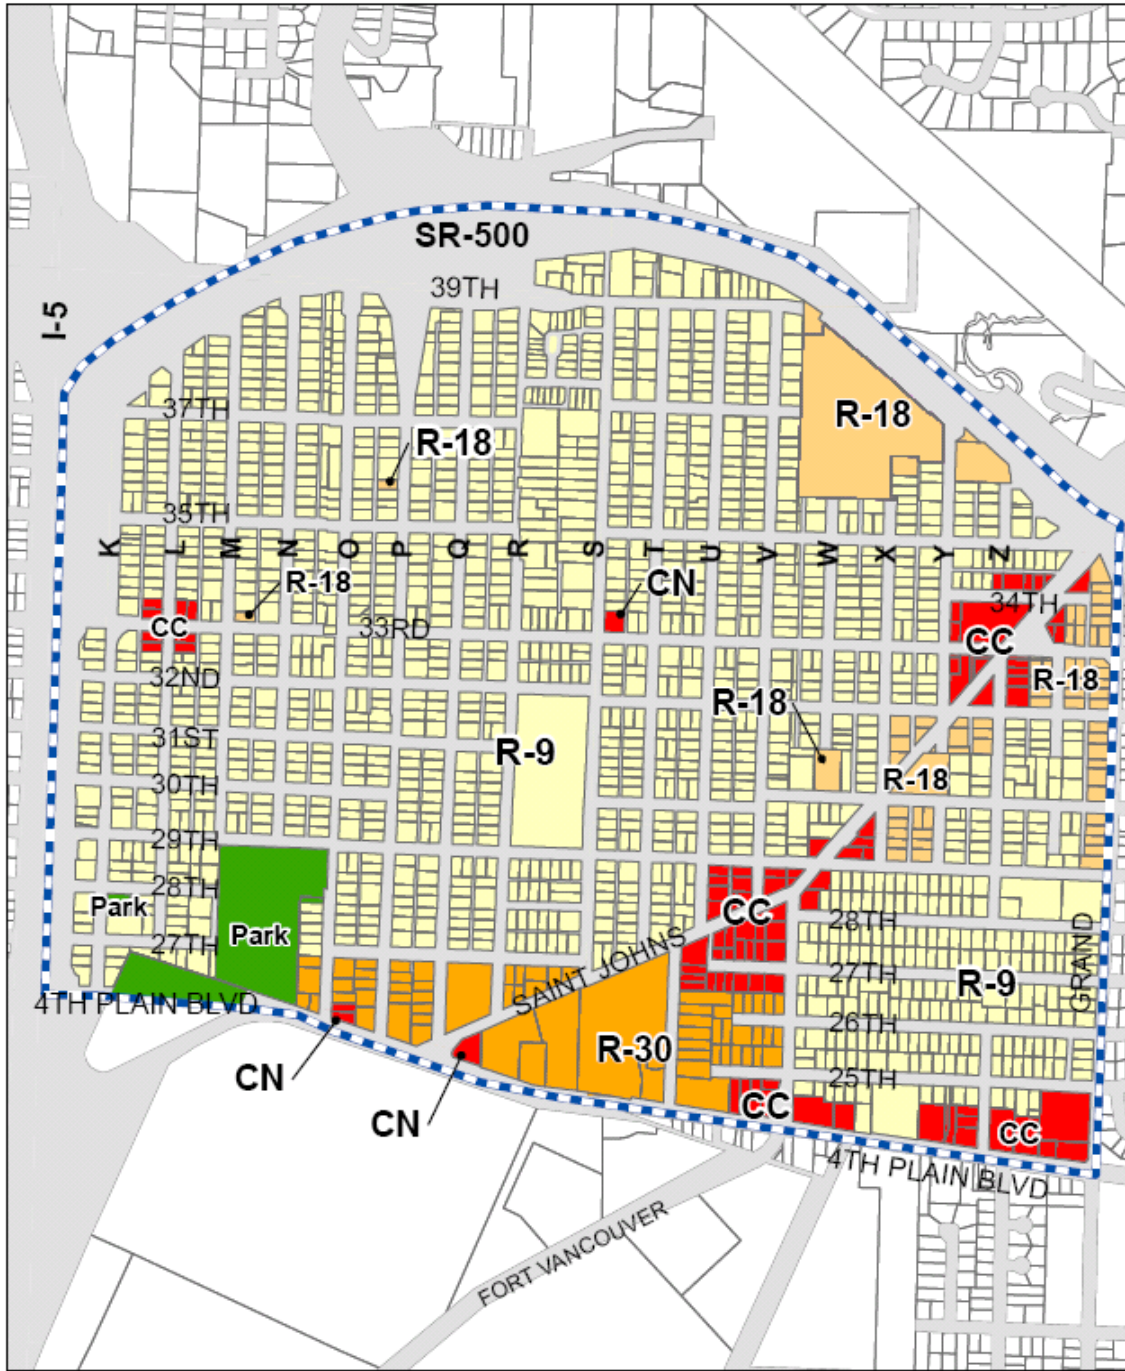 SR-500
39TH
I-5
37TH
R-18
R-18
35TH
K L M N O P Q R S T U V W X Y Z
R-18
CN
34TH
CC
33RD
CC
32ND
R-18
R-18
31ST
R-9
30TH
R-18
29TH
28TH
Park
CC
28TH
Park
27TH
SAINT JOHNS
27TH
R-9
GRAND
4TH PLAIN BLVD
26TH
R-30
CN
25TH
CN
CC
CC
4TH PLAIN BLVD
FORT VANCOUVER